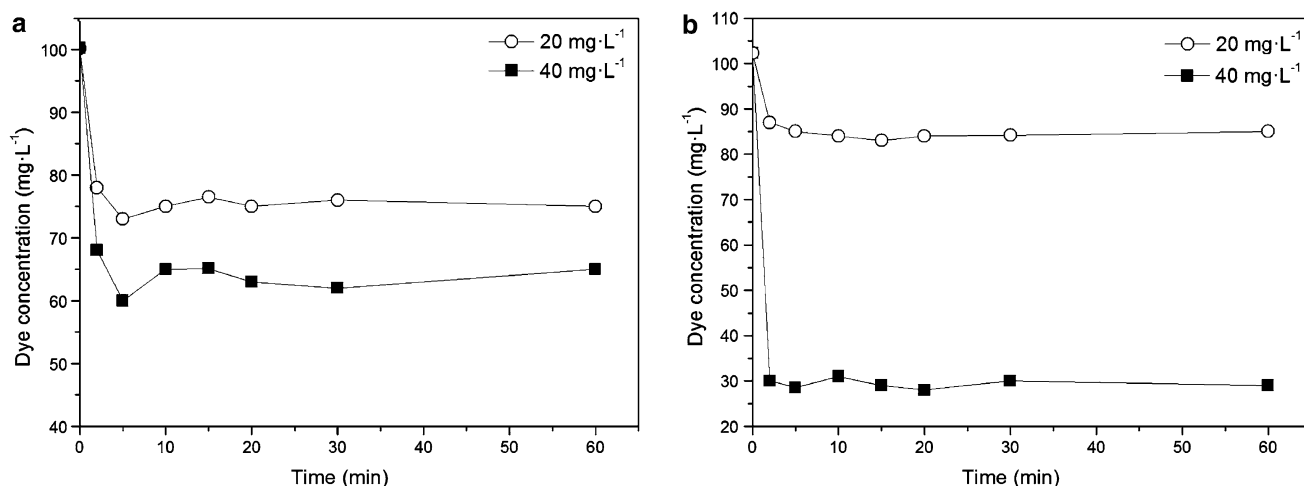 a
20 mg·L⁻¹
40 mg·L⁻¹
Dye concentration (mg·L⁻¹)
100
90
80
70
60
50
40
0 10 20 30 40 50 60
Time (min)
b
20 mg·L⁻¹
40 mg·L⁻¹
Dye concentration (mg·L⁻¹)
110
100
90
80
70
60
50
40
30
20
0 10 20 30 40 50 60
Time (min)